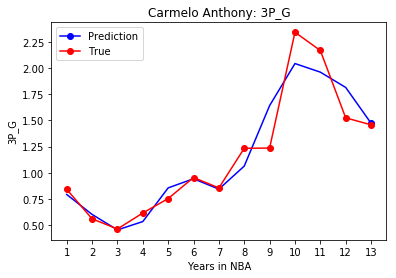 Carmelo Anthony: 3P_G
Prediction
True
2.25
2.00
1.75
1.50
1.25
1.00
0.75
0.50
3P_G
1 2 3 4 5 6 7 8 9 10 11 12 13
Years in NBA